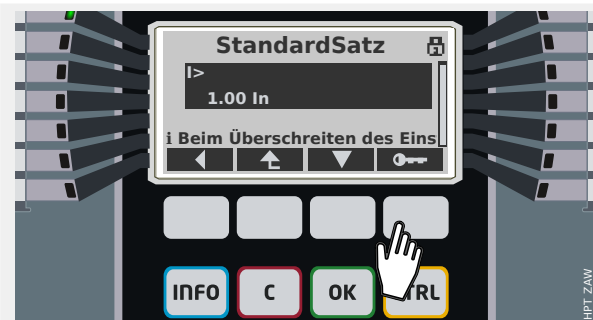 StandardSatz
I>
1.00 In
i Beim Überschreiten des Eins
INFO
C
OK
TRL
HPT ZAW